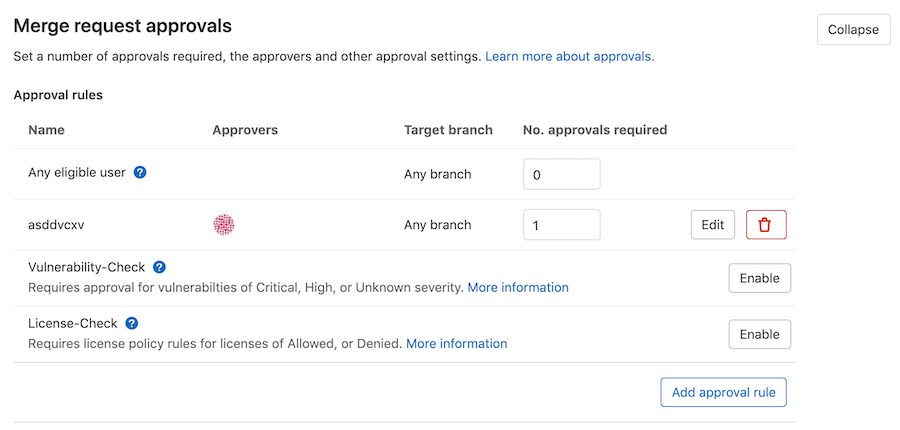 Merge request approvals
Collapse
Set a number of approvals required, the approvers and other approval settings. Learn more about approvals.
Approval rules
Name Approvers Target branch No. approvals required
Any eligible user ? Any branch 0
asddvcxv Any branch 1 Edit
Vulnerability-Check ?
Requires approval for vulnerabilties of Critical, High, or Unknown severity. More information
Enable
License-Check ?
Requires license policy rules for licenses of Allowed, or Denied. More information
Enable
Add approval rule